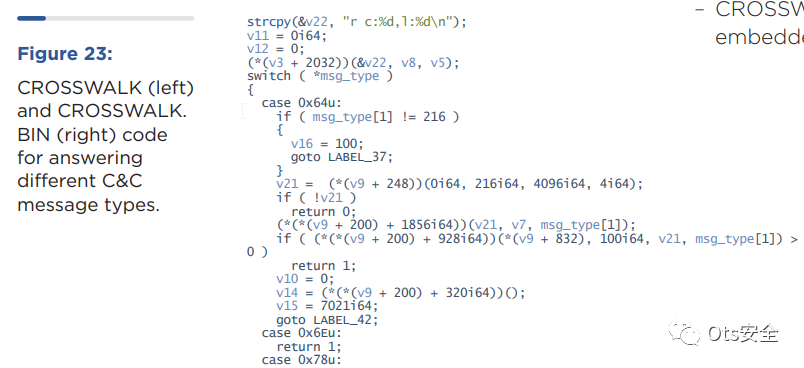 Figure 23:
CROSSWALK (left)
and CROSSWALK.
BIN (right) code
for answering
different C&C
message types.
strcpy(&v22, "r c:%d,l:%d\n");
v11 = 0i64;
v12 = 0;
(*(v3 + 2032))(&v22, v8, v5);
switch ( *msg_type )
{
case 0x64u:
if ( msg_type[1] != 216 )
{
v16 = 100;
goto LABEL_37;
}
v21 =  (*(v9 + 248))(0i64, 216i64, 4096i64, 4i64);
if ( !v21 )
return 0;
(*(*(v9 + 200) + 1856i64))(v21, v7, msg_type[1]);
if ( (*(*(v9 + 200) + 928i64))(*(v9 + 832), 100i64, v21, msg_type[1]) >
0 )
return 1;
v10 = 0;
v14 = (*(*(v9 + 200) + 320i64))();
v15 = 7021i64;
goto LABEL_42;
case 0x6Eu:
return 1;
case 0x78u:
– CROSSW
embedde
Ots安全